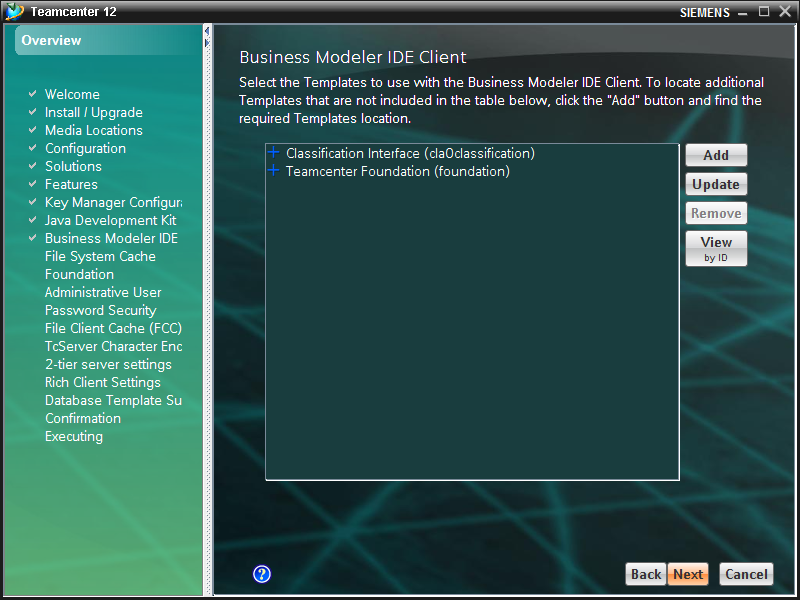 Teamcenter 12
SIEMENS
Overview
Welcome
Install / Upgrade
Media Locations
Configuration
Solutions
Features
Key Manager Configura
Java Development Kit
Business Modeler IDE
File System Cache
Foundation
Administrative User
Password Security
File Client Cache (FCC)
TcServer Character Enc
2-tier server settings
Rich Client Settings
Database Template Su
Confirmation
Executing
Business Modeler IDE Client
Select the Templates to use with the Business Modeler IDE Client. To locate additional
Templates that are not included in the table below, click the "Add" button and find the
required Templates location.
Classification Interface (cla0classification)
Teamcenter Foundation (foundation)
Add
Update
Remove
View
by ID
?
Back
Next
Cancel